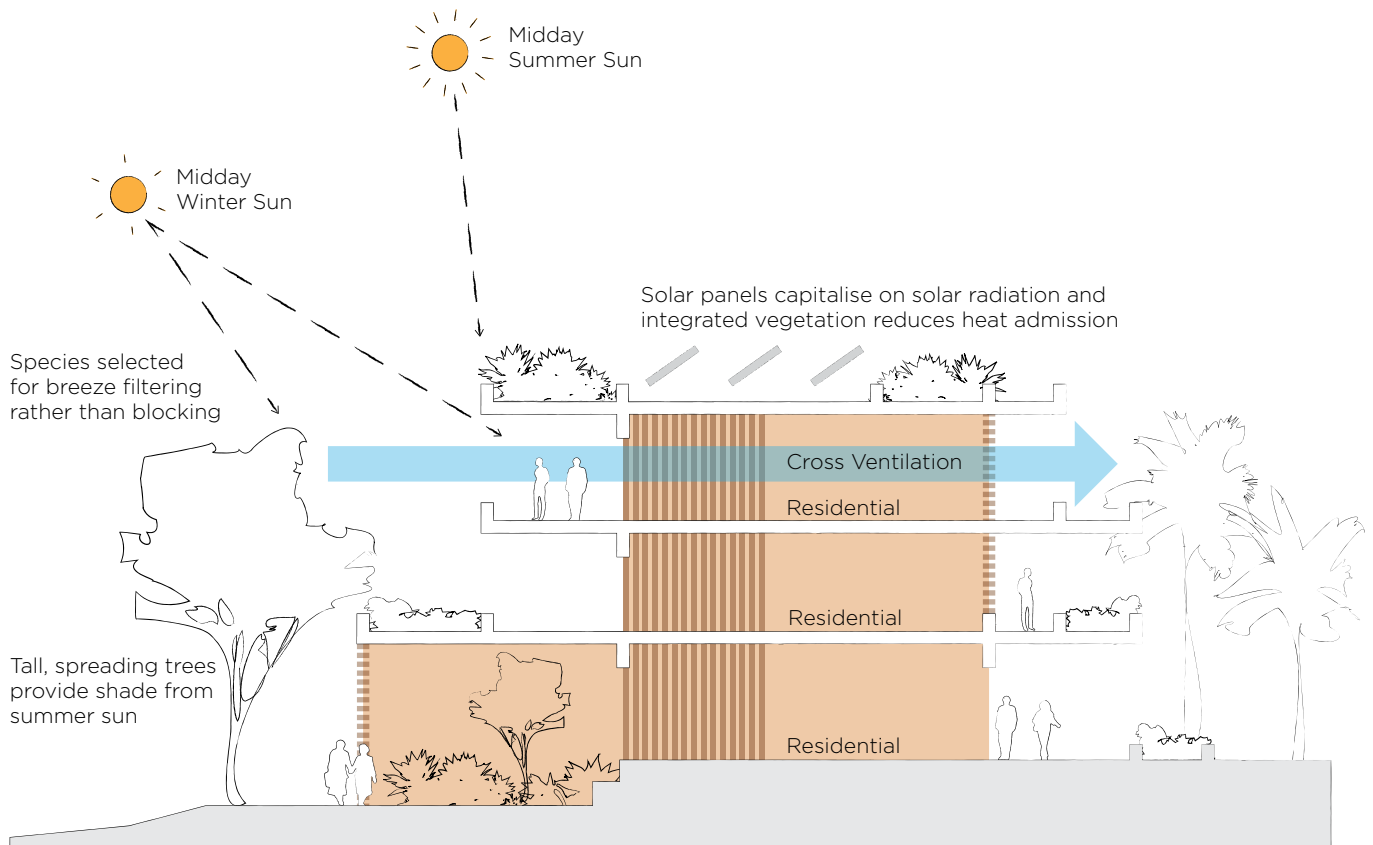 Midday
Summer Sun
Midday
Winter Sun
Solar panels capitalise on solar radiation and
integrated vegetation reduces heat admission
Species selected
for breeze filtering
rather than blocking
Cross Ventilation
Residential
Residential
Tall, spreading trees
provide shade from
summer sun
Residential